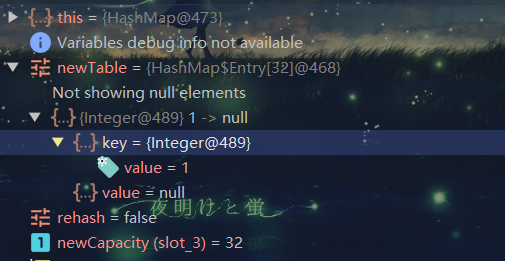 this = {HashMap@473}
Variables debug info not available
newTable = {HashMap$Entry[32]@468}
Not showing null elements
{Integer@489} 1 -> null
key = {Integer@489}
value = 1
value = null
夜明けと蛍
rehash = false
newCapacity (slot_3) = 32